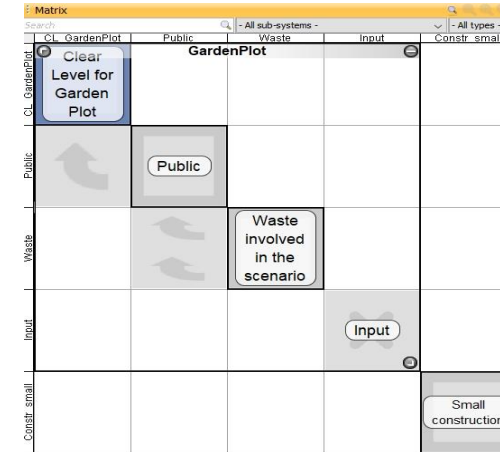 Matrix
Search
- All sub-systems -
- All types -
CL_GardenPlot
Public
Waste
Input
Constr_smal
GardenPlot
CL_GardenPlot
Clear
Level for
Garden
Plot
Public
Public
Waste
Waste
involved
in the
scenario
Input
Input
Constr_small
Small
construction